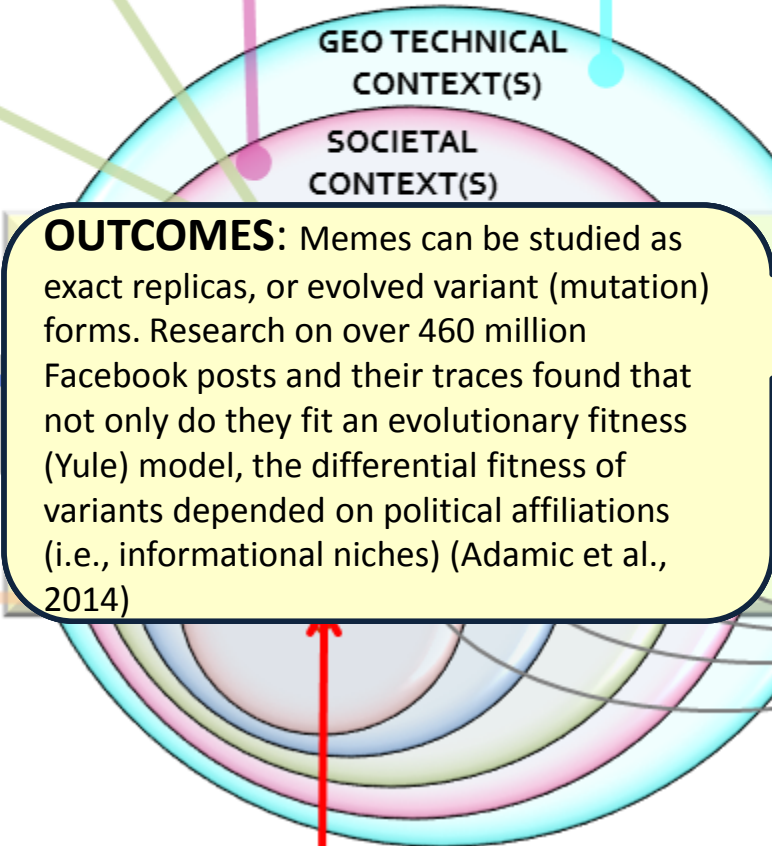 GEO TECHNICAL
CONTEXT(S)
SOCIETAL
CONTEXT(S)
OUTCOMES: Memes can be studied as
exact replicas, or evolved variant (mutation)
forms. Research on over 460 million
Facebook posts and their traces found that
not only do they fit an evolutionary fitness
(Yule) model, the differential fitness of
variants depended on political affiliations
(i.e., informational niches) (Adamic et al.,
2014)